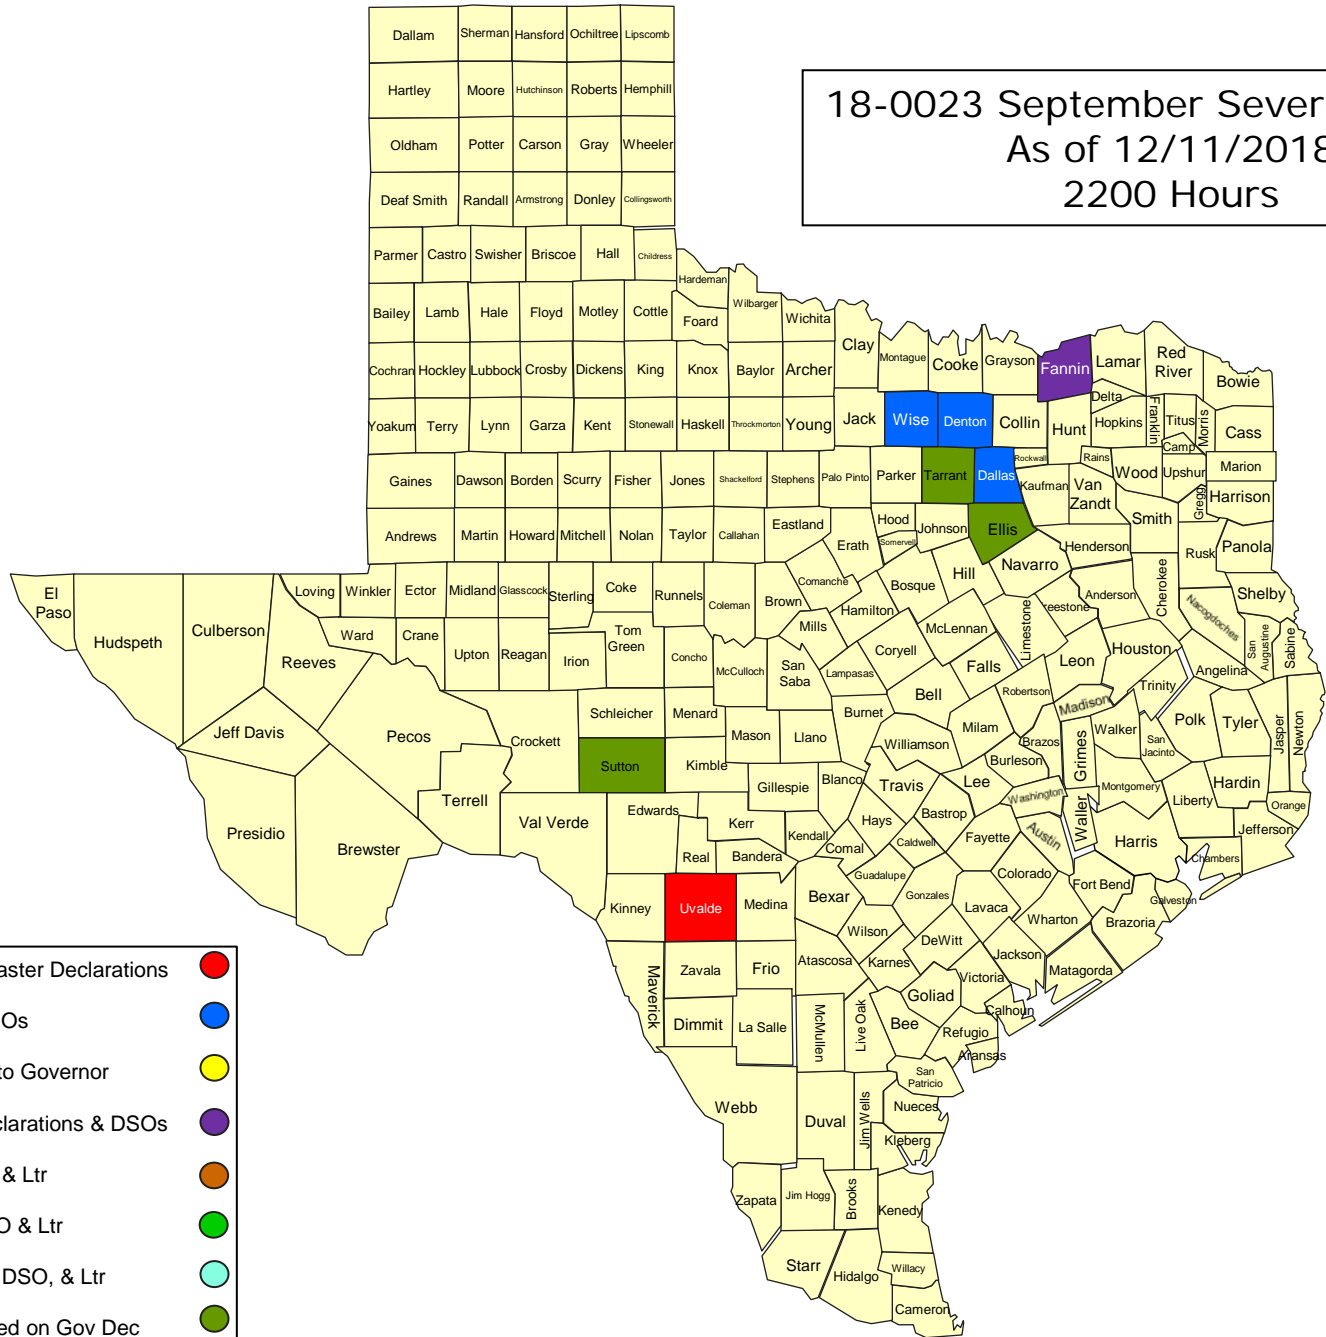 Dallam Sherman Hansford Ochiltree Lipscomb
Hartley Moore Hutchinson Roberts Hemphill
18-0023 September Sever
As of 12/11/2018
2200 Hours
Oldham Potter Carson Gray Wheeler
Deaf Smith Randall Armstrong Donley Collingsworth
Parmer Castro Swisher Briscoe Hall Childress
Hardeman
Bailey Lamb Hale Floyd Motley Cottle Foard Wilbarger Wichita
Clay Montague Cooke Grayson Fannin Lamar Red
River
Bowie
Cochran Hockley Lubbock Crosby Dickens King Knox Baylor Archer
Delta
Yoakum Terry Lynn Garza Kent Stonewall Haskell Throckmorton Young Jack Wise Denton Collin Hunt Hopkins Franklin Titus Morris Cass
Camp
Rockwall Rains
Gaines Dawson Borden Scurry Fisher Jones Shackelford Stephens Palo Pinto Parker Tarrant Dallas Kaufman Van
Zandt
Wood Upshur Marion
Gregg Harrison
Andrews Martin Howard Mitchell Nolan Taylor Callahan Eastland Erath Hood Somervell Johnson Ellis Henderson Smith Rusk Panola
El
Paso
Hudspeth Culberson Loving Winkler Ector Midland Glasscock Sterling Coke Runnels Coleman Brown Comanche Hamilton Bosque Hill Navarro Anderson Cherokee Nacogdoches Shelby
reestone
Limestone
Ward Crane Upton Reagan Irion Tom
Green
Concho McCulloch San
Saba
Mills Lampasas Coryell McLennan Falls Leon Houston Angelina San
Augustine
Sabine
Reeves
Jeff Davis Pecos Crockett Schleicher Menard Mason Llano Burnet Bell Milam Robertson Madison Trinity
Walker San
Jacinto
Polk Tyler Jasper Newton
Presidio Brewster Terrell Sutton Kimble Gillespie Blanco Williamson Travis Lee Burleson Brazos Grimes
Washington Montgomery Liberty Hardin Orange
Val Verde Edwards Kerr Kendall Hays Bastrop Fayette Austin Waller Harris Jefferson Chambers
Real Bandera Comal Caldwell
Guadalupe Gonzales Colorado Fort Bend Galveston
Kinney Uvalde Medina Bexar Wilson Lavaca Wharton Brazoria
Maverick Zavala Frio Atascosa Karnes DeWitt Jackson Matagorda
Victoria
Dimmit La Salle McMullen Live Oak Bee Goliad Calhoun
Refugio
Aransas
San
Patricio
Webb Duval Jim Wells Nueces
Kleberg
Zapata Jim Hogg Brooks Kenedy
Starr Hidalgo Willacy
Cameron
aster Declarations
Os
to Governor
clarations & DSOs
& Ltr
O & Ltr
DSO, & Ltr
ed on Gov Dec